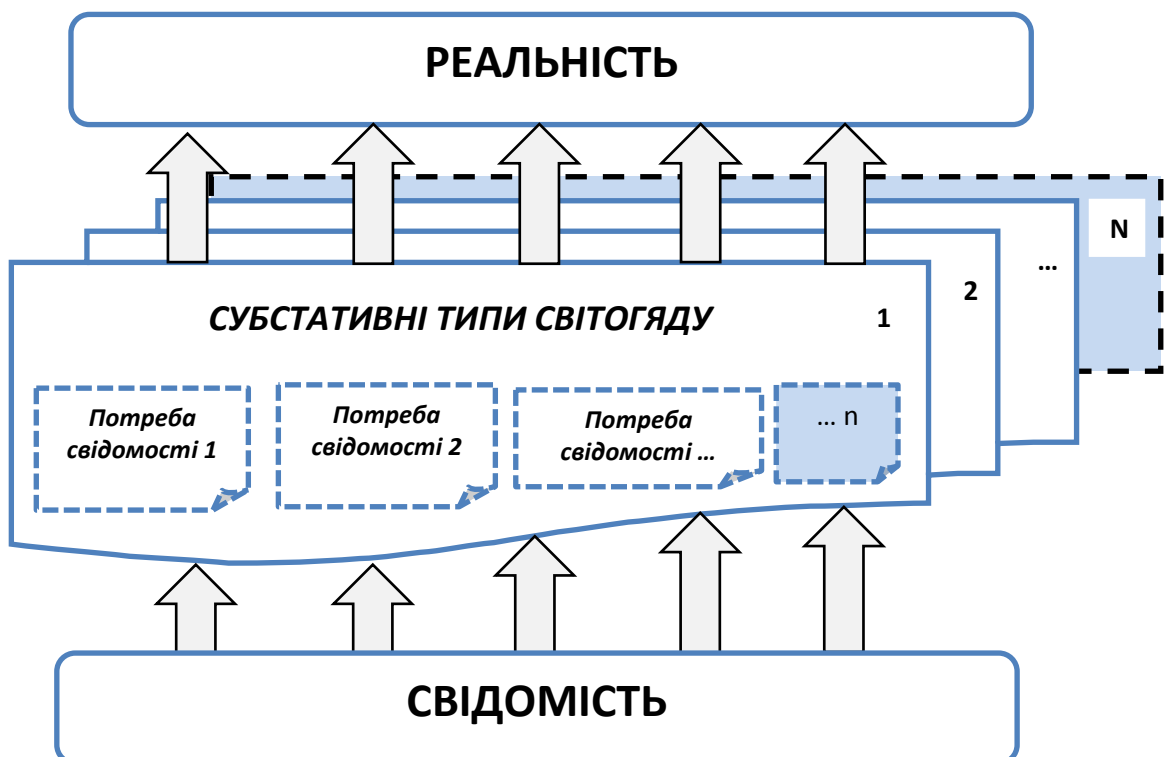 РЕАЛЬНІСТЬ
N
...
2
СУБСТАТИВНІ ТИПИ СВІТОГЯДУ
1
Потреба
свідомості 1
Потреба
свідомості 2
Потреба
свідомості ...
... n
СВІДОМІСТЬ